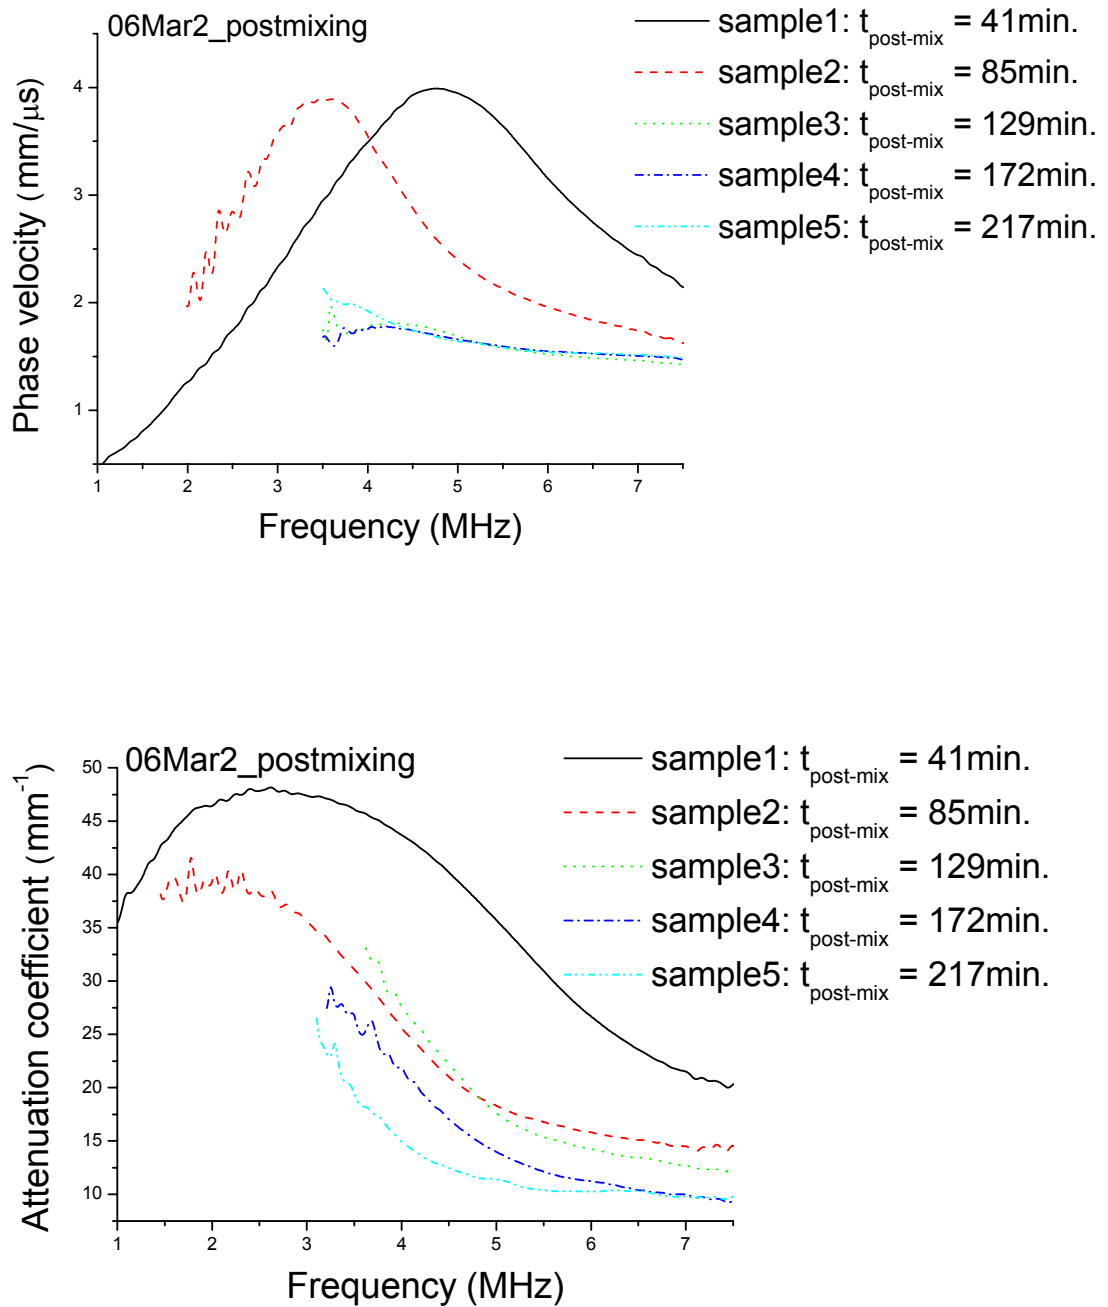 06Mar2_postmixing
sample1: t_post-mix = 41min.
sample2: t_post-mix = 85min.
sample3: t_post-mix = 129min.
sample4: t_post-mix = 172min.
sample5: t_post-mix = 217min.
Phase velocity (mm/μs)
4
3
2
1
1 2 3 4 5 6 7
Frequency (MHz)
06Mar2_postmixing
sample1: t_post-mix = 41min.
sample2: t_post-mix = 85min.
sample3: t_post-mix = 129min.
sample4: t_post-mix = 172min.
sample5: t_post-mix = 217min.
Attenuation coefficient (mm⁻¹)
50
45
40
35
30
25
20
15
10
1 2 3 4 5 6 7
Frequency (MHz)